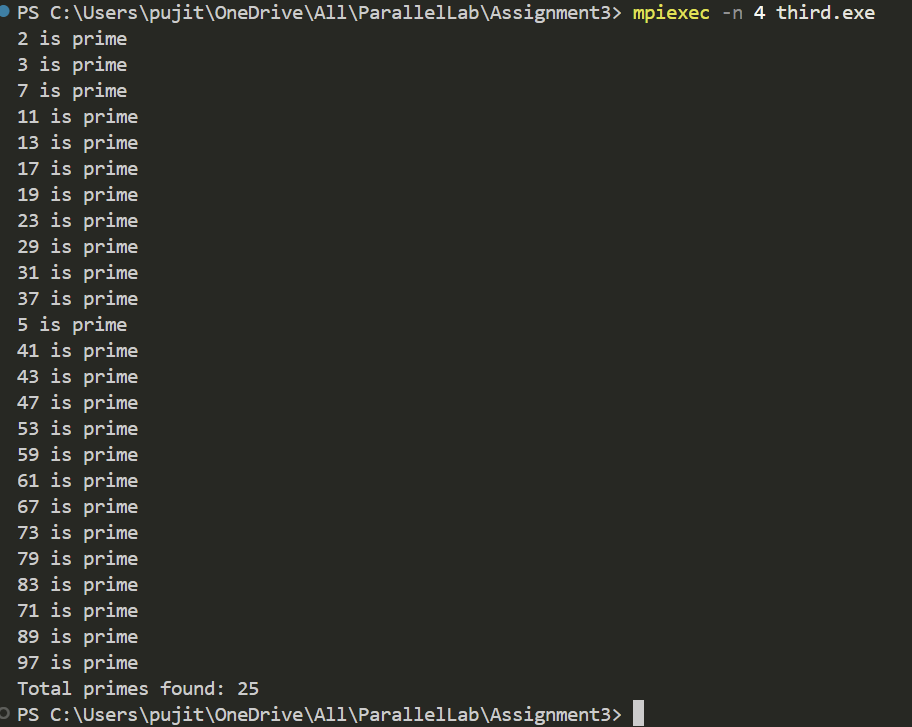 PS C:\Users\pujit\OneDrive\All\ParallelLab\Assignment3> mpiexec -n 4 third.exe
2 is prime
3 is prime
7 is prime
11 is prime
13 is prime
17 is prime
19 is prime
23 is prime
29 is prime
31 is prime
37 is prime
5 is prime
41 is prime
43 is prime
47 is prime
53 is prime
59 is prime
61 is prime
67 is prime
73 is prime
79 is prime
83 is prime
71 is prime
89 is prime
97 is prime
Total primes found: 25
PS C:\Users\pujit\OneDrive\All\ParallelLab\Assignment3>